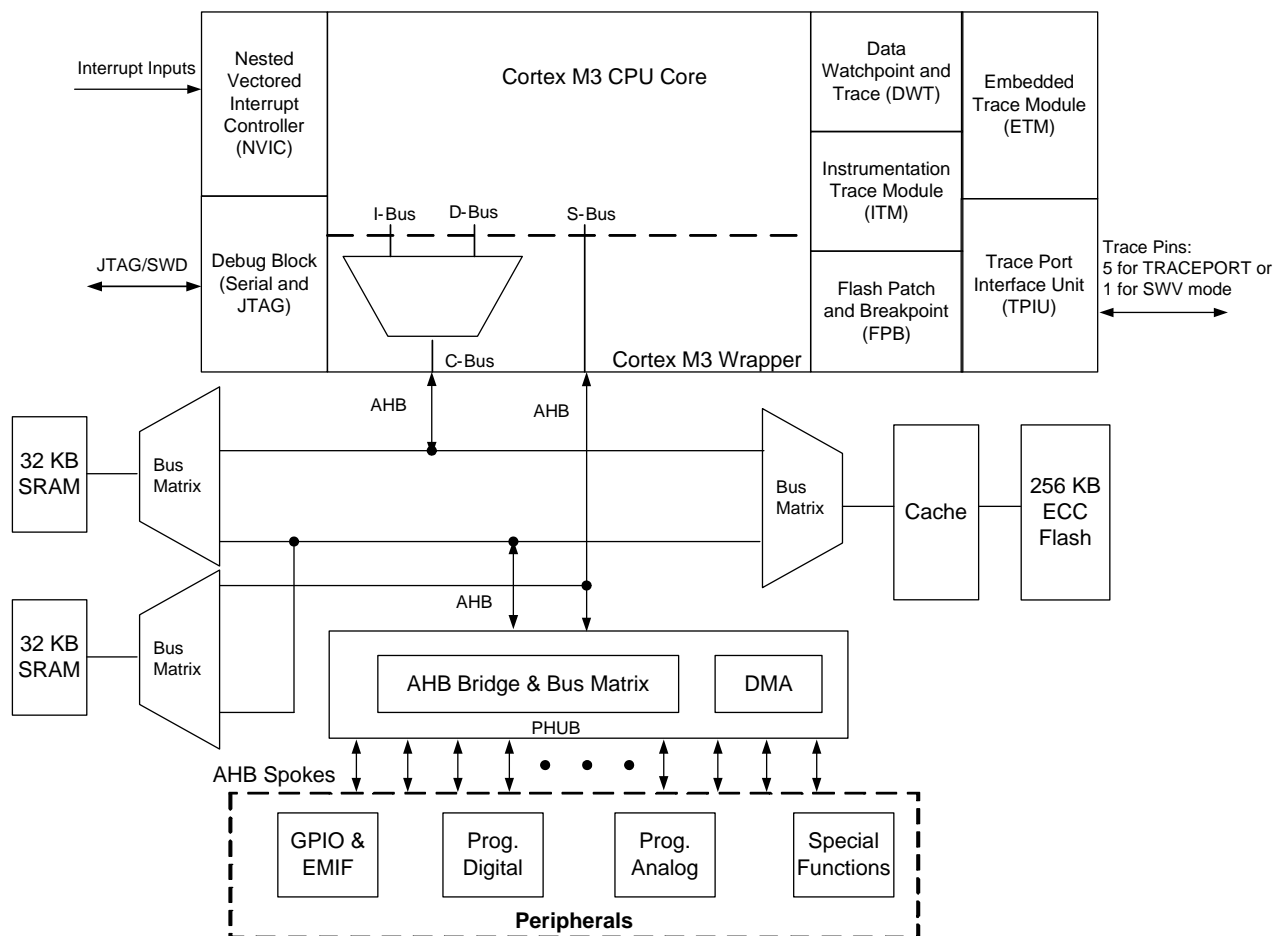 Interrupt Inputs
Nested
Vectored
Interrupt
Controller
(NVIC)
Cortex M3 CPU Core
Data
Watchpoint and
Trace (DWT)
Embedded
Trace Module
(ETM)
Instrumentation
Trace Module
(ITM)
I-Bus
D-Bus
S-Bus
JTAG/SWD
Debug Block
(Serial and
JTAG)
Flash Patch
and Breakpoint
(FPB)
Trace Port
Interface Unit
(TPIU)
Trace Pins:
5 for TRACEPORT or
1 for SWV mode
C-Bus
Cortex M3 Wrapper
AHB
AHB
32 KB
SRAM
Bus
Matrix
Bus
Matrix
Cache
256 KB
ECC
Flash
AHB
32 KB
SRAM
Bus
Matrix
AHB Bridge & Bus Matrix
DMA
PHUB
AHB Spokes
GPIO &
EMIF
Prog.
Digital
Prog.
Analog
Special
Functions
Peripherals